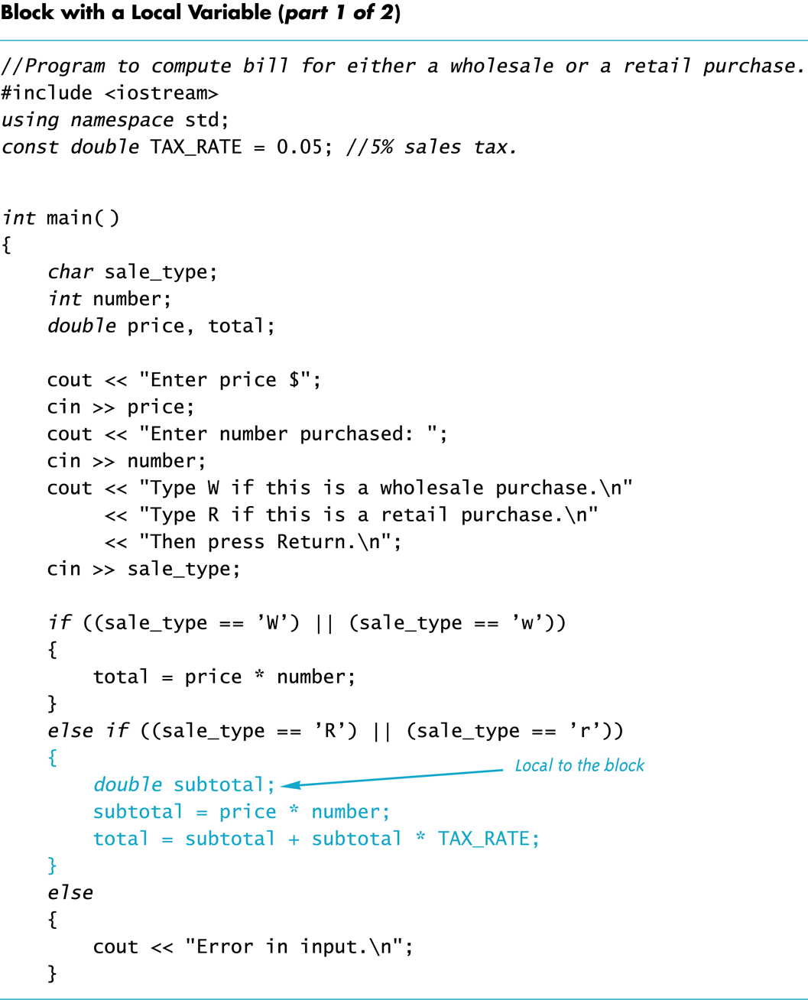 Block with a Local Variable (part 1 of 2)
//Program to compute bill for either a wholesale or a retail purchase.
#include <iostream>
using namespace std;
const double TAX_RATE = 0.05; //5% sales tax.
int main( )
{
    char sale_type;
    int number;
    double price, total;
    cout << "Enter price $";
    cin >> price;
    cout << "Enter number purchased: ";
    cin >> number;
    cout << "Type W if this is a wholesale purchase.\n"
         << "Type R if this is a retail purchase.\n"
         << "Then press Return.\n";
    cin >> sale_type;
    if ((sale_type == ’W’) || (sale_type == ’w’))
    {
        total = price * number;
    }
    else if ((sale_type == ’R’) || (sale_type == ’r’))
    {
Local to the block
        double subtotal;
        subtotal = price * number;
        total = subtotal + subtotal * TAX_RATE;
    }
    else
    {
        cout << "Error in input.\n";
    }